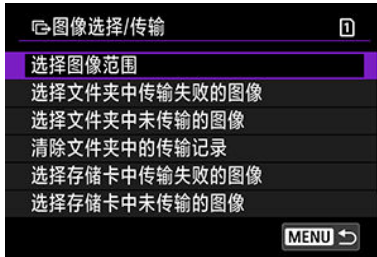 图像选择/传输 1
选择图像范围
选择文件夹中传输失败的图像
选择文件夹中未传输的图像
清除文件夹中的传输记录
选择存储卡中传输失败的图像
选择存储卡中未传输的图像
MENU